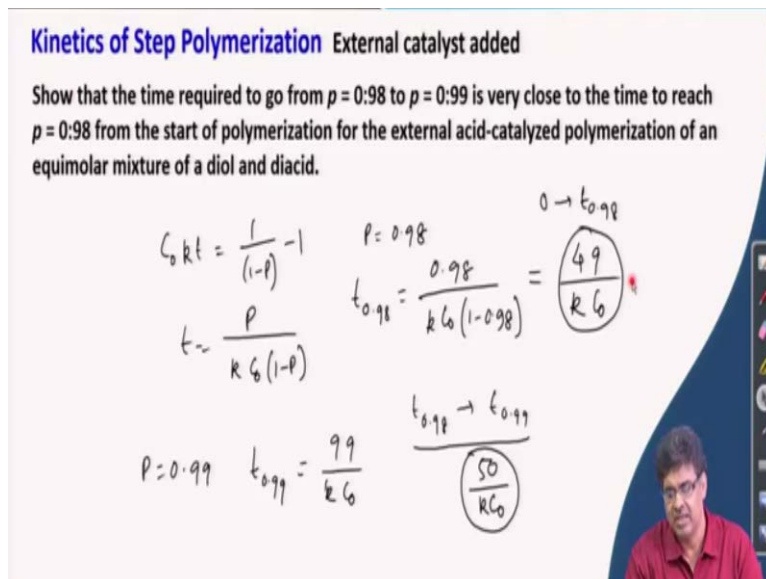 Kinetics of Step Polymerization External catalyst added
Show that the time required to go from p = 0:98 to p = 0:99 is very close to the time to reach
p = 0:98 from the start of polymerization for the external acid-catalyzed polymerization of an
equimolar mixture of a diol and diacid.
C₀kt = 1/(1-P) - 1
t = P/(kC₀(1-P))
P = 0.98
0 → t₀.₉₈
t₀.₉₈ = 0.98/(kC₀(1-0.98)) = 49/(kC₀)
P = 0.99 t₀.₉₉ = 99/(kC₀)
t₀.₉₈ → t₀.₉₉
50/(kC₀)